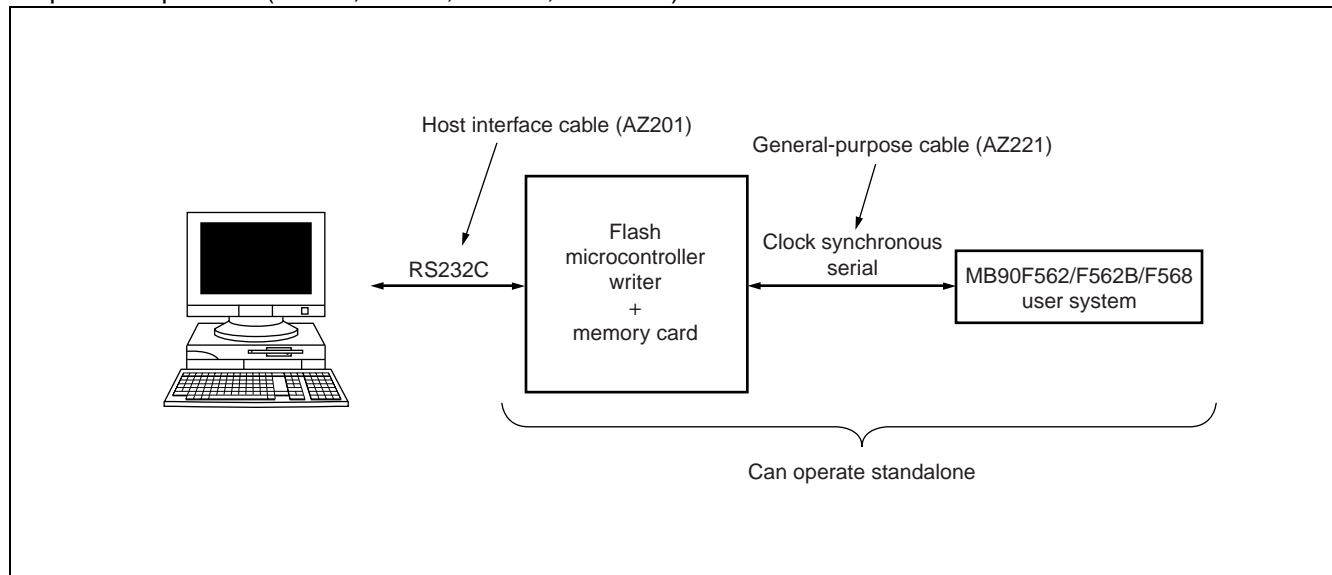 Host interface cable (AZ201)
General-purpose cable (AZ221)
RS232C
Flash
microcontroller
writer
+
memory card
Clock synchronous
serial
MB90F562/F562B/F568
user system
Can operate standalone